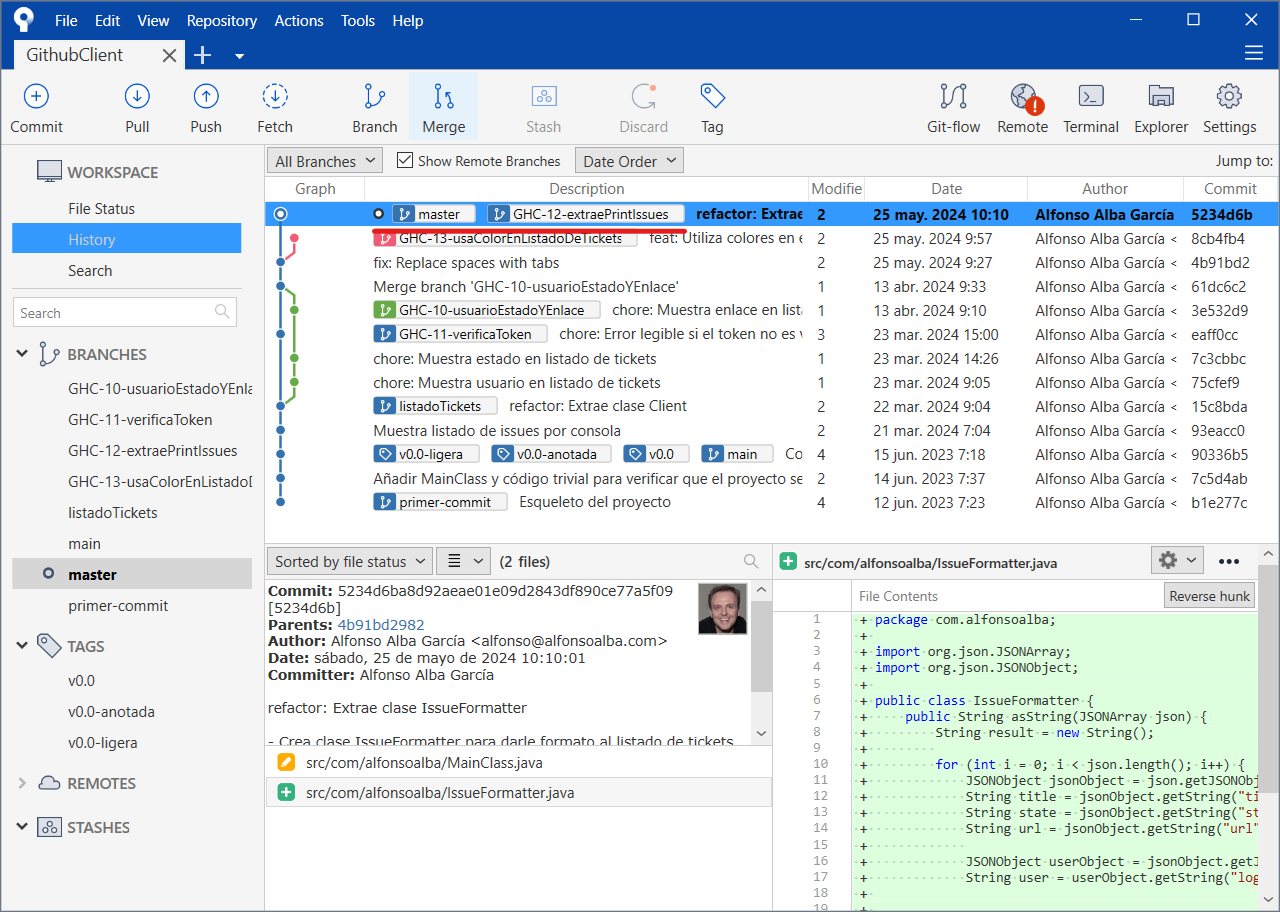 File Edit View Repository Actions Tools Help
GithubClient
Commit Pull Push Fetch Branch Merge Stash Discard Tag Git-flow Remote Terminal Explorer Settings
WORKSPACE
File Status
History
Search
Search
BRANCHES
GHC-10-usuarioEstadoYEnla
GHC-11-verificaToken
GHC-12-extraePrintIssues
GHC-13-usaColorEnListadoD
listadoTickets
main
master
primer-commit
TAGS
v0.0
v0.0-anotada
v0.0-ligera
REMOTES
STASHES
All Branches Show Remote Branches Date Order Jump to:
Graph Description Modifie Date Author Commit
master GHC-12-extraePrintIssues refactor: Extrae 2 25 may. 2024 10:10 Alfonso Alba García 5234d6b
GHC-13-usaColorEnListadoDeTickets feat: Utiliza colores en e 2 25 may. 2024 9:57 Alfonso Alba García < 8cb4fb4
fix: Replace spaces with tabs 2 25 may. 2024 9:27 Alfonso Alba García < 4b91bd2
Merge branch 'GHC-10-usuarioEstadoYEnlace' 1 13 abr. 2024 9:33 Alfonso Alba García < 61dc6c2
GHC-10-usuarioEstadoYEnlace chore: Muestra enlace en lista 1 13 abr. 2024 9:10 Alfonso Alba García < 3e532d9
GHC-11-verificaToken chore: Error legible si el token no es v 3 23 mar. 2024 15:00 Alfonso Alba García < eaff0cc
chore: Muestra estado en listado de tickets 1 23 mar. 2024 14:26 Alfonso Alba García < 7c3cbbc
chore: Muestra usuario en listado de tickets 1 23 mar. 2024 9:05 Alfonso Alba García < 75cfef9
listadoTickets refactor: Extrae clase Client 2 22 mar. 2024 9:04 Alfonso Alba García < 15c8bda
Muestra listado de issues por consola 2 21 mar. 2024 7:04 Alfonso Alba García < 93eacc0
v0.0-ligera v0.0-anotada v0.0 main Co 4 15 jun. 2023 7:18 Alfonso Alba García < 90336b5
Añadir MainClass y código trivial para verificar que el proyecto se 2 14 jun. 2023 7:37 Alfonso Alba García < 7c5d4ab
primer-commit Esqueleto del proyecto 4 12 jun. 2023 7:23 Alfonso Alba García < b1e277c
Sorted by file status (2 files)
Commit: 5234d6ba8d92aeae01e09d2843df890ce77a5f09
[5234d6b]
Parents: 4b91bd2982
Author: Alfonso Alba García <alfonso@alfonsoalba.com>
Date: sábado, 25 de mayo de 2024 10:10:01
Committer: Alfonso Alba García
refactor: Extrae clase IssueFormatter
- Crea clase IssueFormatter para darle formato al listado de tickets
src/com/alfonsoalba/MainClass.java
src/com/alfonsoalba/IssueFormatter.java
src/com/alfonsoalba/IssueFormatter.java
File Contents Reverse hunk
1 + package com.alfonsoalba;
2 +
3 + import org.json.JSONArray;
4 + import org.json.JSONObject;
5 +
6 + public class IssueFormatter {
7 + public String asString(JSONArray json) {
8 + String result = new String();
9 +
10 + for (int i = 0; i < json.length(); i++) {
11 + JSONObject jsonObject = json.getJSONObj
12 + String title = jsonObject.getString("ti
13 + String state = jsonObject.getString("st
14 + String url = jsonObject.getString("url"
15 +
16 + JSONObject userObject = jsonObject.getJ
17 + String user = userObject.getString("log
18 +
19 +